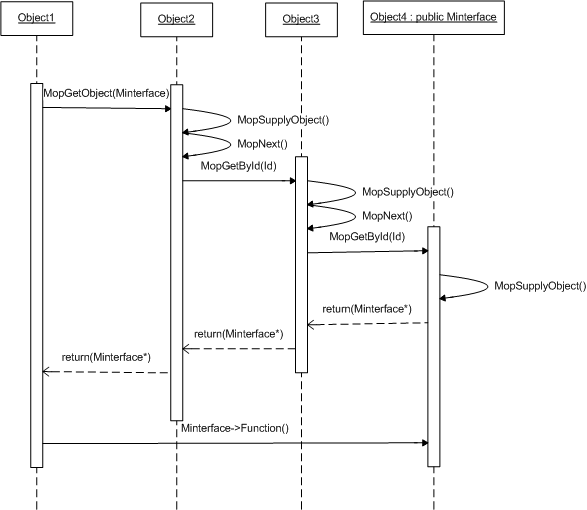 Object1
Object2
Object3
Object4 : public Minterface
MopGetObject(Minterface)
MopSupplyObject()
MopNext()
MopGetById(Id)
MopSupplyObject()
MopNext()
MopGetById(Id)
MopSupplyObject()
return(Minterface*)
return(Minterface*)
return(Minterface*)
Minterface->Function()